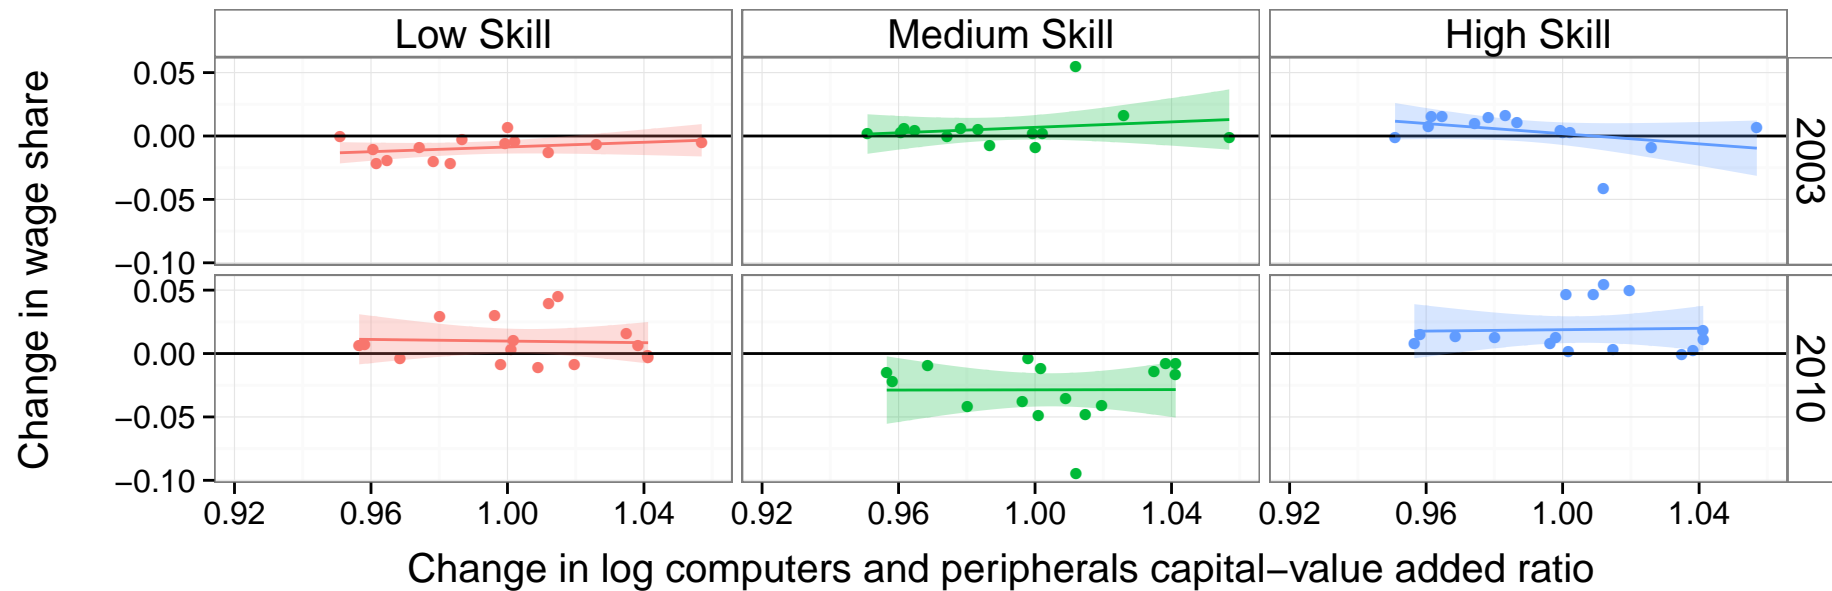 Low Skill Medium Skill High Skill
Change in wage share
0.05
0.00
−0.05
−0.10
2003
0.05
0.00
−0.05
−0.10
2010
0.92 0.96 1.00 1.04 0.92 0.96 1.00 1.04 0.92 0.96 1.00 1.04
Change in log computers and peripherals capital−value added ratio